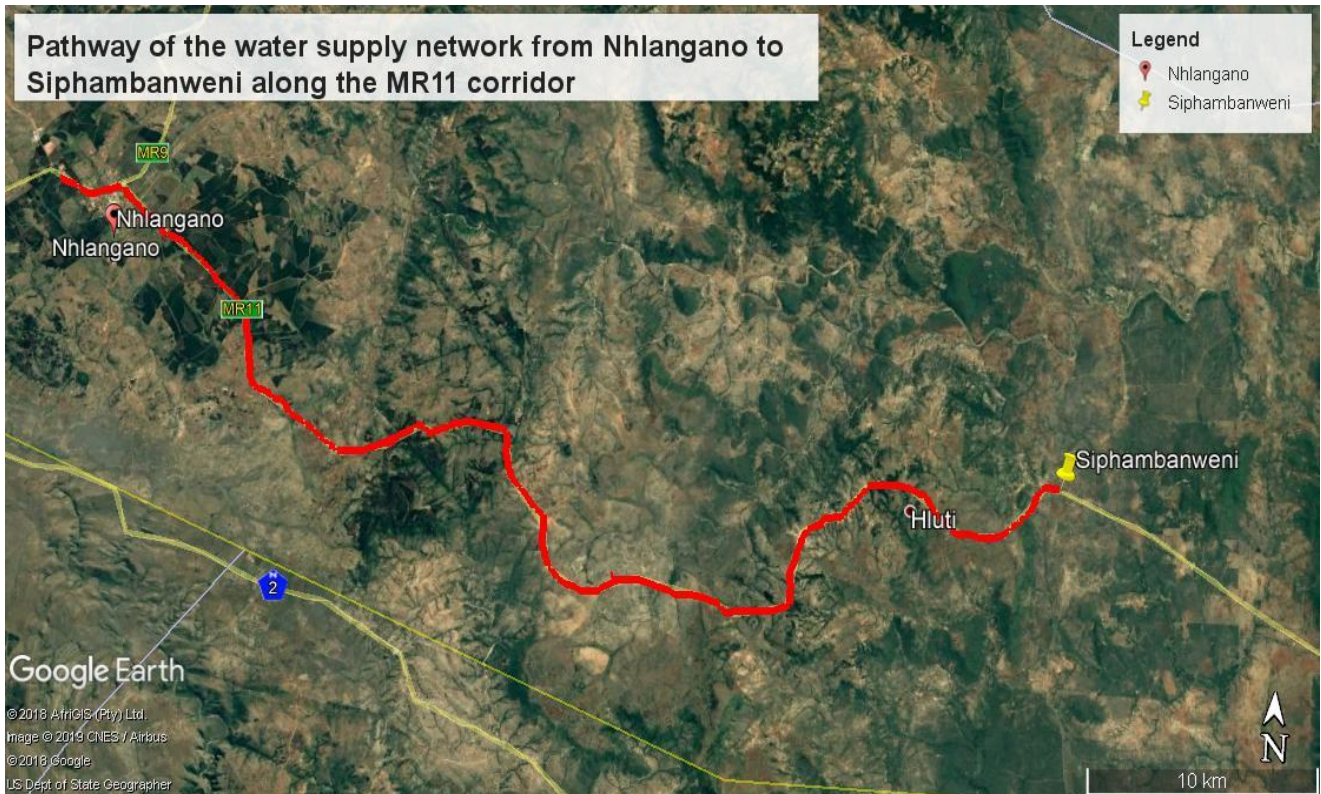 Pathway of the water supply network from Nhlangano to
Siphambanweni along the MR11 corridor
Legend
Nhlangano
Siphambanweni
MR9
Nhlangano
Nhlangano
MR11
Siphambanweni
Hluti
N
2
Google Earth
©2018 AfriGIS (Pty) Ltd.
Image © 2019 CNES / Airbus
©2018 Google
US Dept of State Geographer
N
10 km